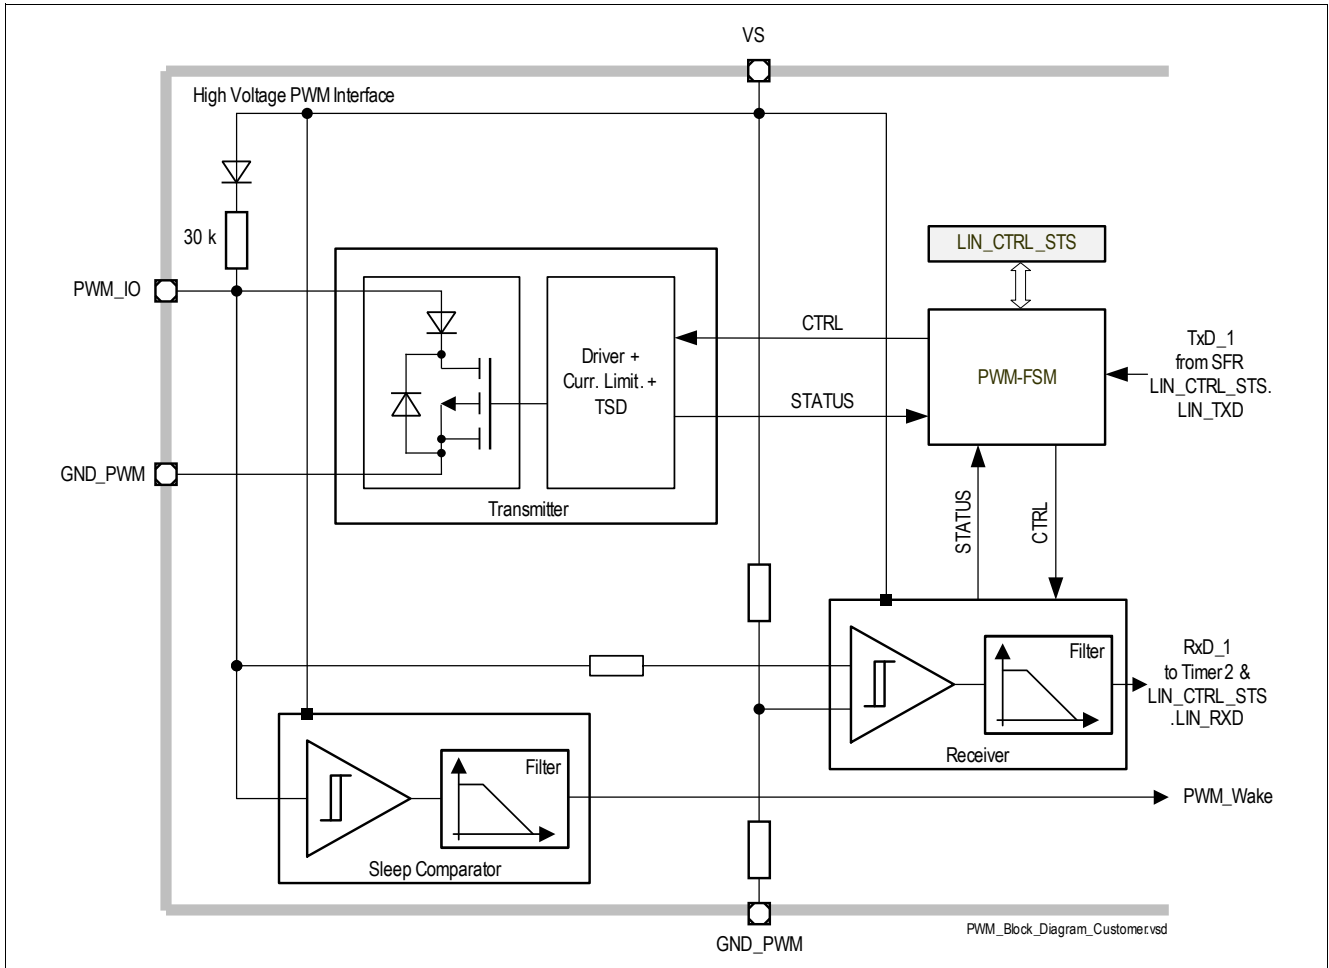 VS
High Voltage PWM Interface
30 k
LIN_CTRL_STS
PWM_IO
CTRL
TxD_1
from SFR
LIN_CTRL_STS.
LIN_TXD
Driver +
Curr. Limit. +
TSD
PWM-FSM
STATUS
GND_PWM
Transmitter
STATUS
CTRL
Filter
RxD_1
to Timer2 &
LIN_CTRL_STS
.LIN_RXD
Receiver
Filter
PWM_Wake
Sleep Comparator
GND_PWM
PWM_Block_Diagram_Customer.vsd